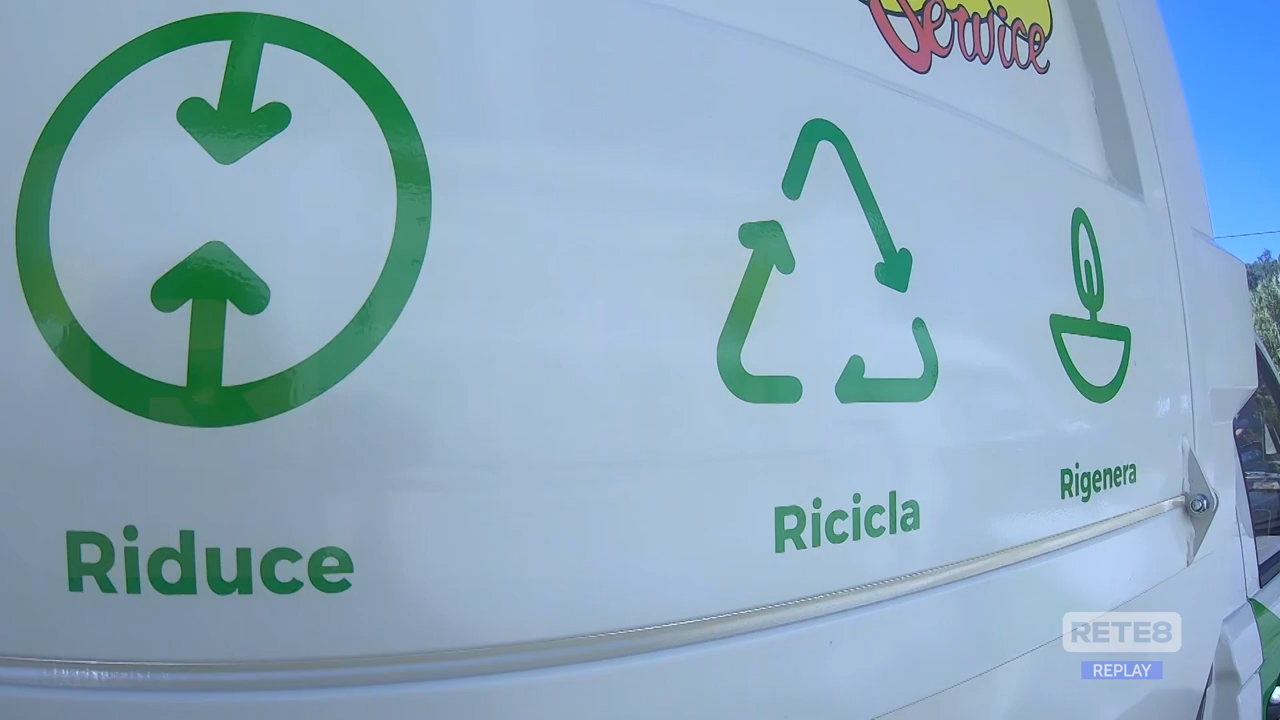 Service
Riduce
Ricicla
Rigenera
RETE8
REPLAY